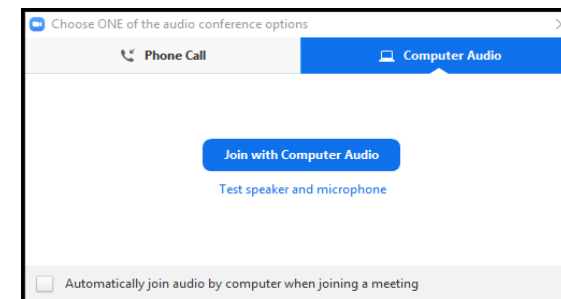 Choose ONE of the audio conference options
Phone Call
Computer Audio
Join with Computer Audio
Test speaker and microphone
Automatically join audio by computer when joining a meeting